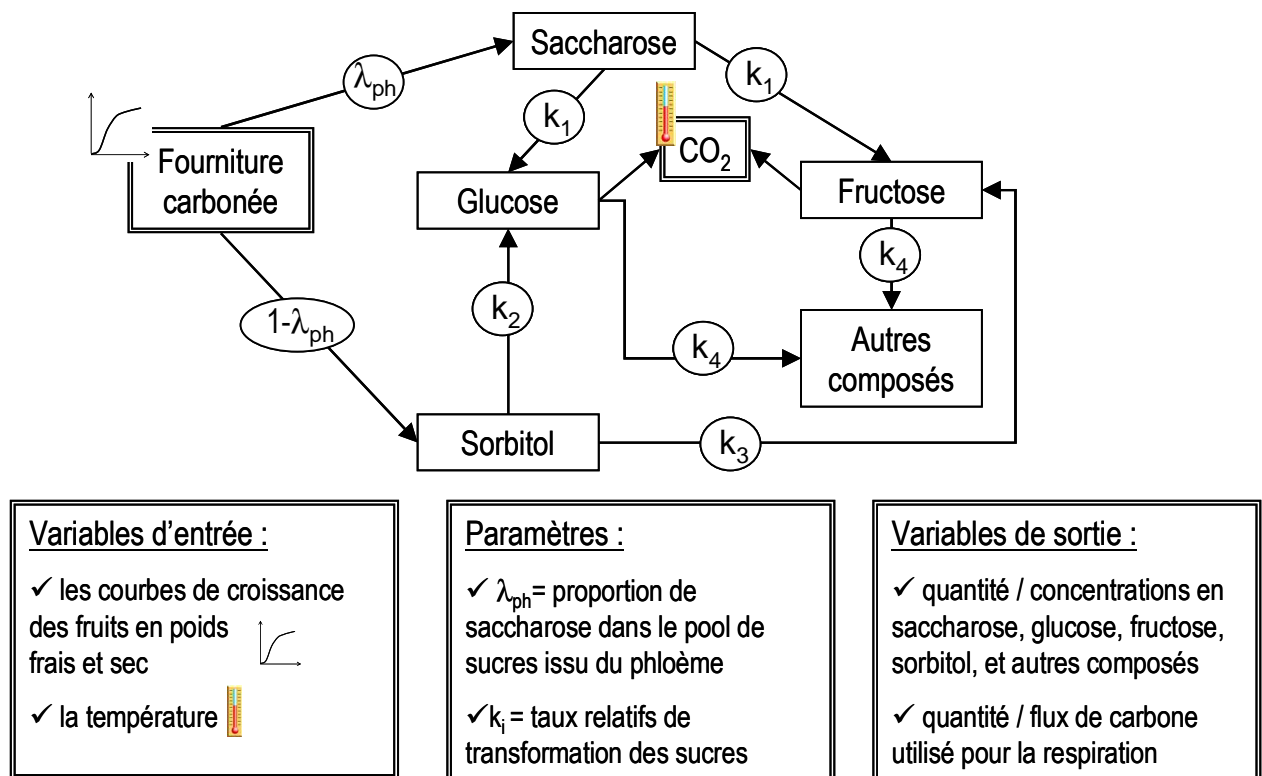 Saccharose
λph
k1
k1
Fourniture
carbonée
CO2
Glucose
Fructose
k4
k2
1-λph
k4
Autres
composés
Sorbitol
k3
Variables d’entrée :
✓ les courbes de croissance
des fruits en poids
frais et sec
✓ la température
Paramètres :
✓ λph= proportion de
saccharose dans le pool de
sucres issu du phloème
✓ki = taux relatifs de
transformation des sucres
Variables de sortie :
✓ quantité / concentrations en
saccharose, glucose, fructose,
sorbitol, et autres composés
✓ quantité / flux de carbone
utilisé pour la respiration